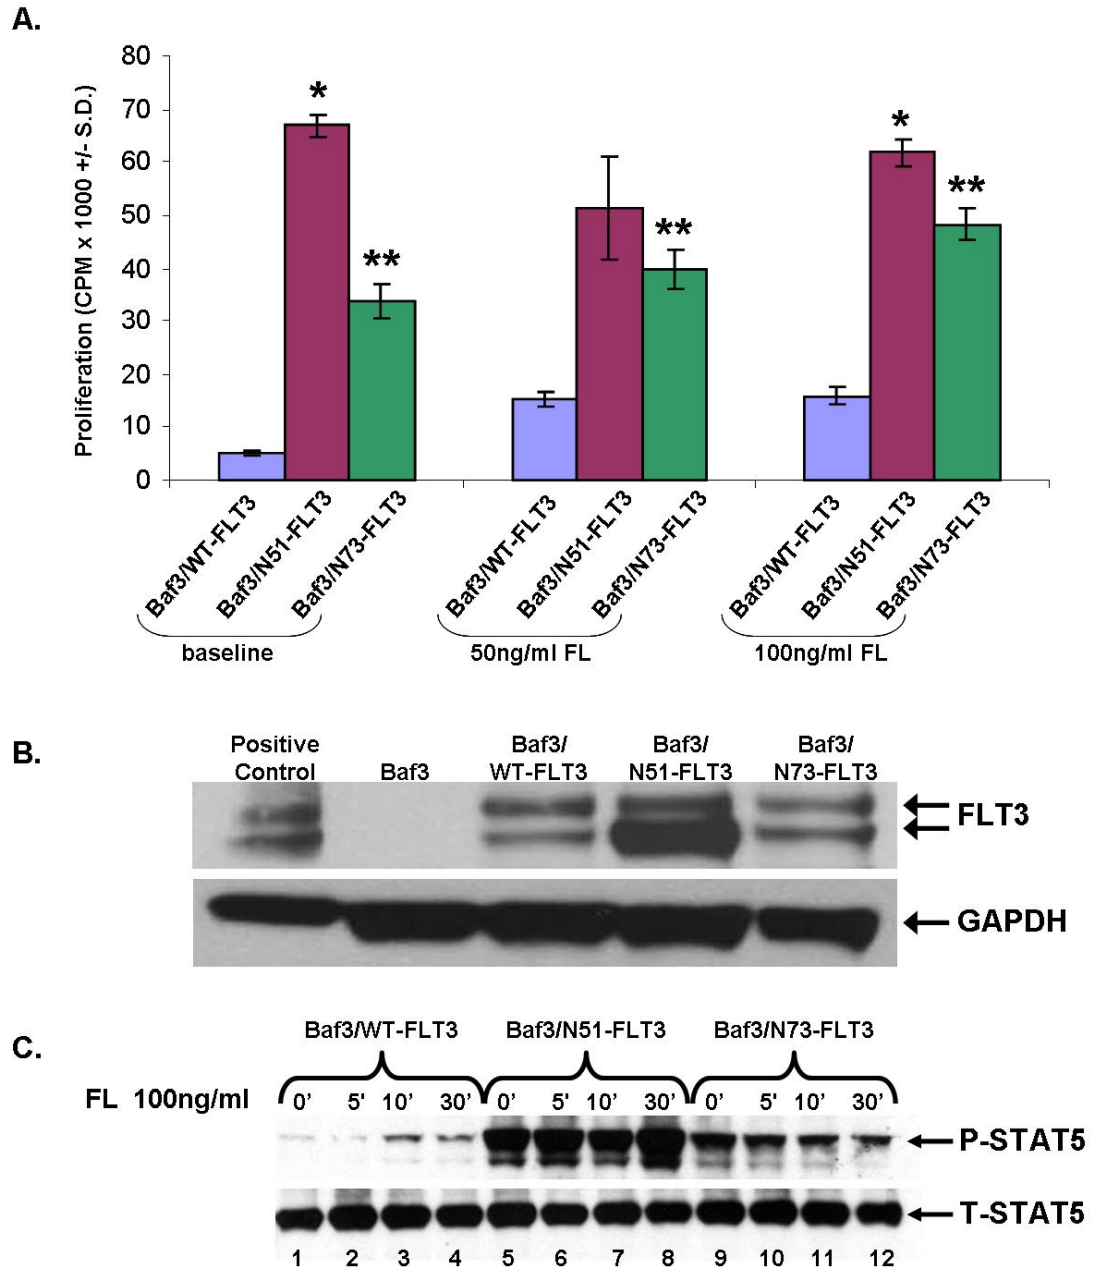 A.
Proliferation (CPM x 1000 +/- S.D.)
80
70
60
50
40
30
20
10
0
*
**
**
*
**
Baf3/WT-FLT3
Baf3/N51-FLT3
Baf3/N73-FLT3
Baf3/WT-FLT3
Baf3/N51-FLT3
Baf3/N73-FLT3
Baf3/WT-FLT3
Baf3/N51-FLT3
Baf3/N73-FLT3
baseline
50ng/ml FL
100ng/ml FL
B.
Positive
Control
Baf3
Baf3/
WT-FLT3
Baf3/
N51-FLT3
Baf3/
N73-FLT3
FLT3
GAPDH
C.
Baf3/WT-FLT3
Baf3/N51-FLT3
Baf3/N73-FLT3
FL 100ng/ml
0’ 5' 10’ 30’ 0’ 5' 10’ 30’ 0’ 5' 10’ 30’
P-STAT5
T-STAT5
1 2 3 4 5 6 7 8 9 10 11 12